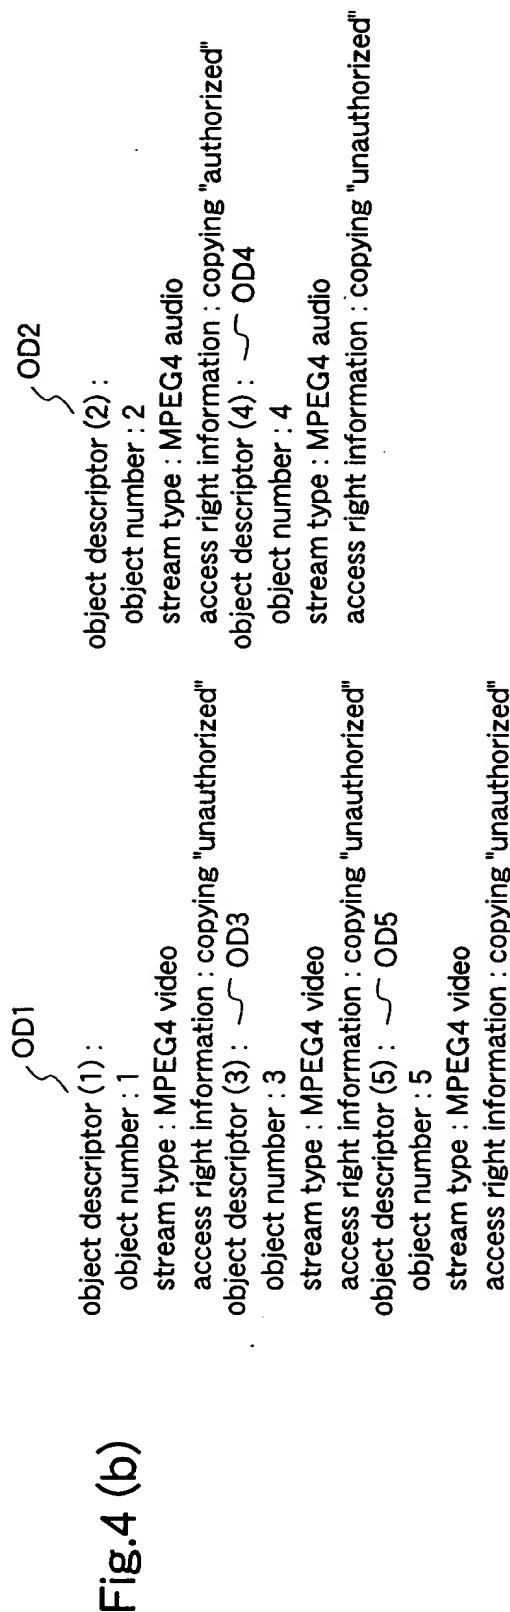 Fig.4 (b)
OD1
object descriptor (1) :
object number : 1
stream type : MPEG4 video
access right information : copying "unauthorized"
object descriptor (3) : OD3
object number : 3
stream type : MPEG4 video
access right information : copying "unauthorized"
object descriptor (5) : OD5
object number : 5
stream type : MPEG4 video
access right information : copying "unauthorized"
OD2
object descriptor (2) :
object number : 2
stream type : MPEG4 audio
access right information : copying "authorized"
object descriptor (4) : OD4
object number : 4
stream type : MPEG4 audio
access right information : copying "unauthorized"